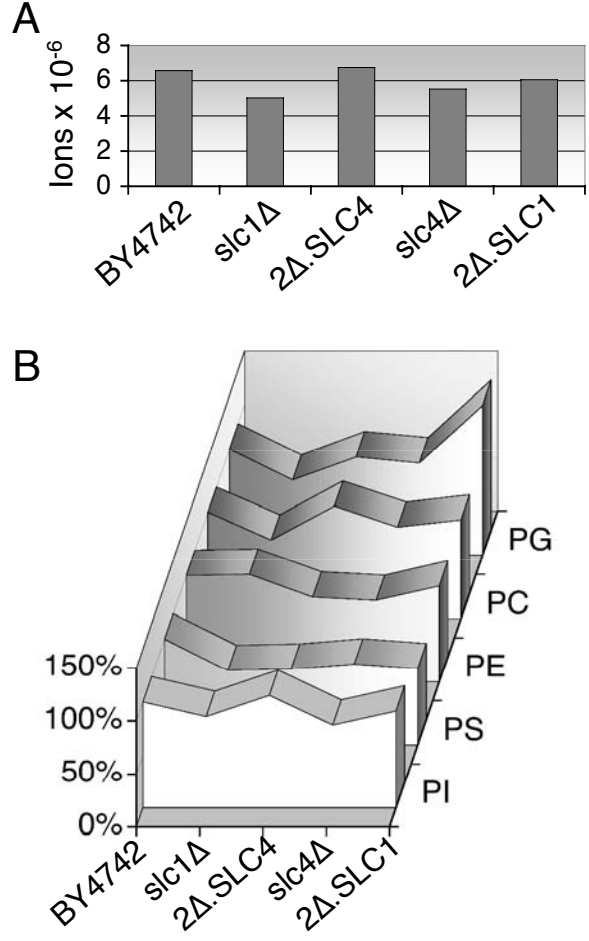 A
Ions x 10-6
8
6
4
2
0
BY4742
slc1Δ
2Δ.SLC4
slc4Δ
2Δ.SLC1
B
PG
PC
PE
PS
PI
150%
100%
50%
0%
BY4742
slc1Δ
2Δ.SLC4
slc4Δ
2Δ.SLC1